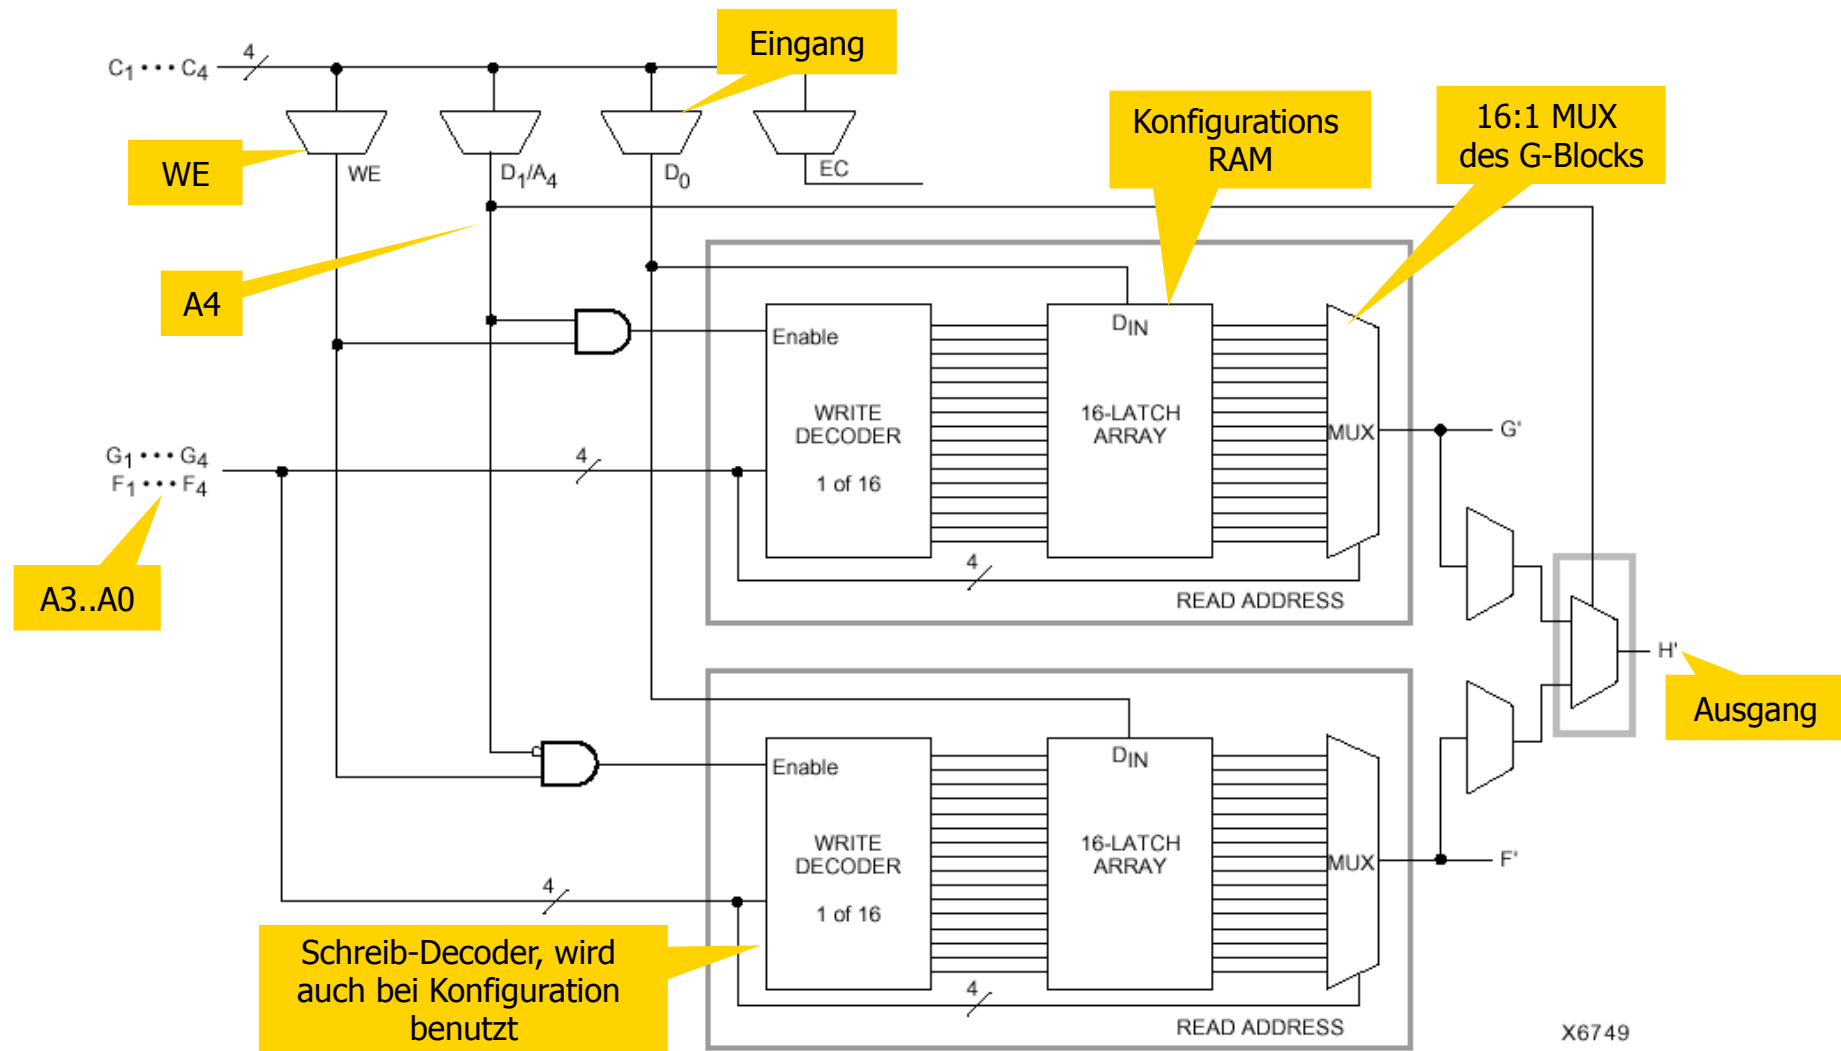 Eingang
C1 ••• C4
4
Konfigurations
RAM
16:1 MUX
des G-Blocks
WE
WE
D1/A4
D0
EC
A4
Enable
DIN
WRITE
DECODER
1 of 16
16-LATCH
ARRAY
MUX
G'
G1 ••• G4
F1 ••• F4
4
4
READ ADDRESS
A3..A0
H'
Ausgang
Enable
DIN
WRITE
DECODER
1 of 16
16-LATCH
ARRAY
MUX
F'
4
4
READ ADDRESS
Schreib-Decoder, wird
auch bei Konfiguration
benutzt
X6749